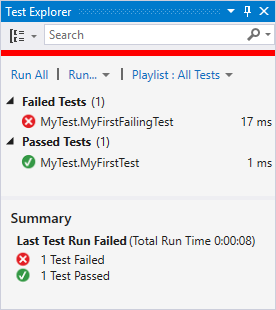 Test Explorer
Search
Run All | Run... | Playlist : All Tests
Failed Tests (1)
MyTest.MyFirstFailingTest 17 ms
Passed Tests (1)
MyTest.MyFirstTest 1 ms
Summary
Last Test Run Failed (Total Run Time 0:00:08)
1 Test Failed
1 Test Passed